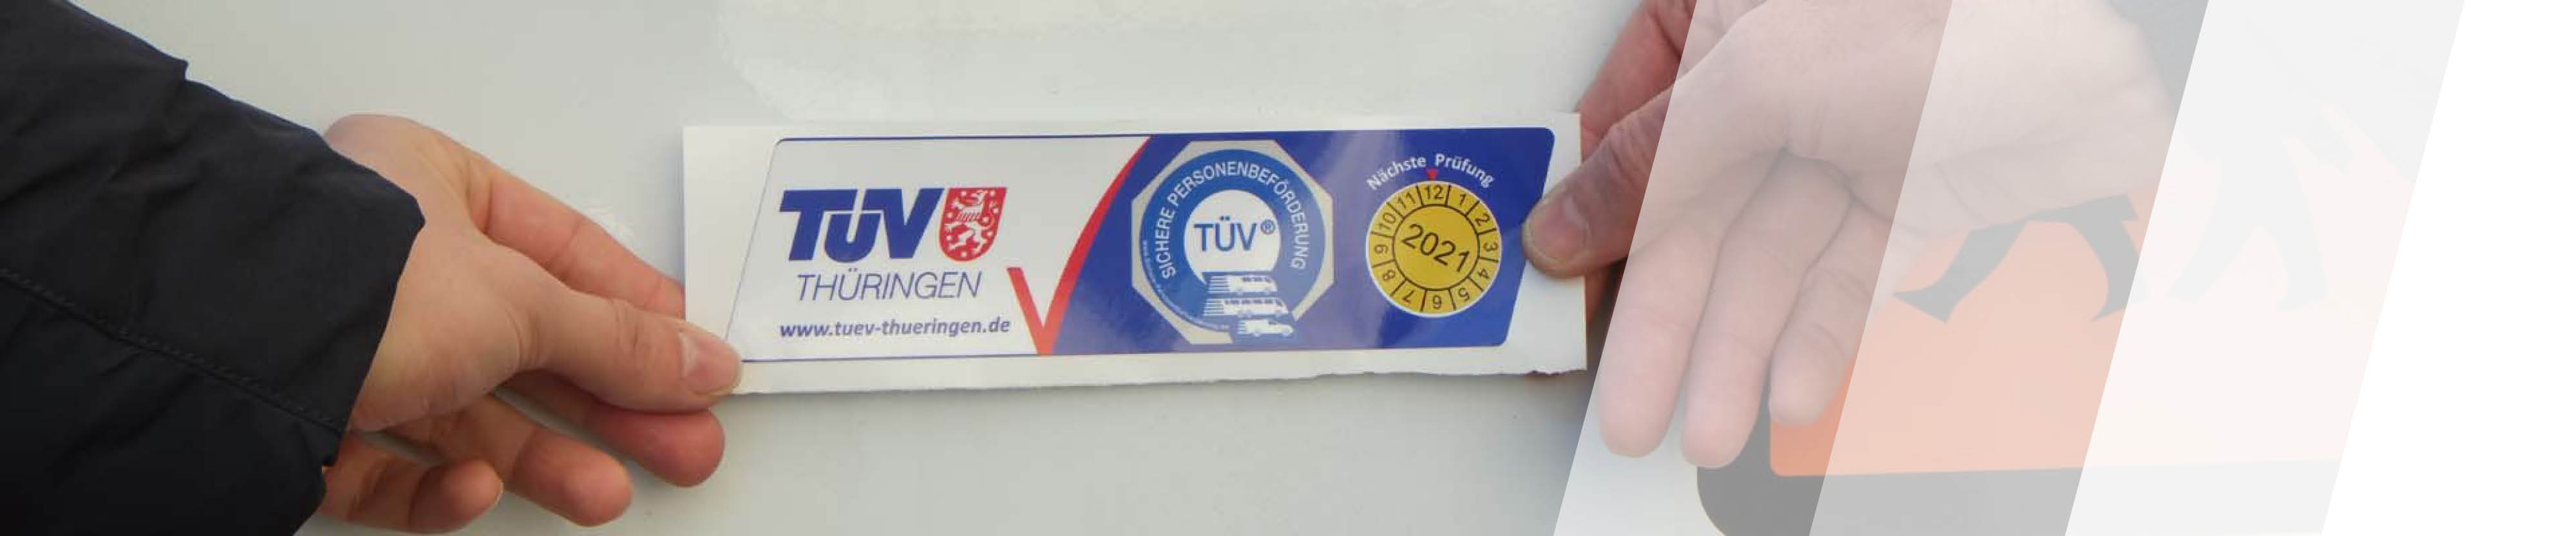 TÜV
THÜRINGEN
www.tuev-thueringen.de
SICHERE PERSONENBEFÖRDERUNG
TÜV®
Nächste Prüfung
12 1 2 3 4 5 6 7 8 9 10 11
2021